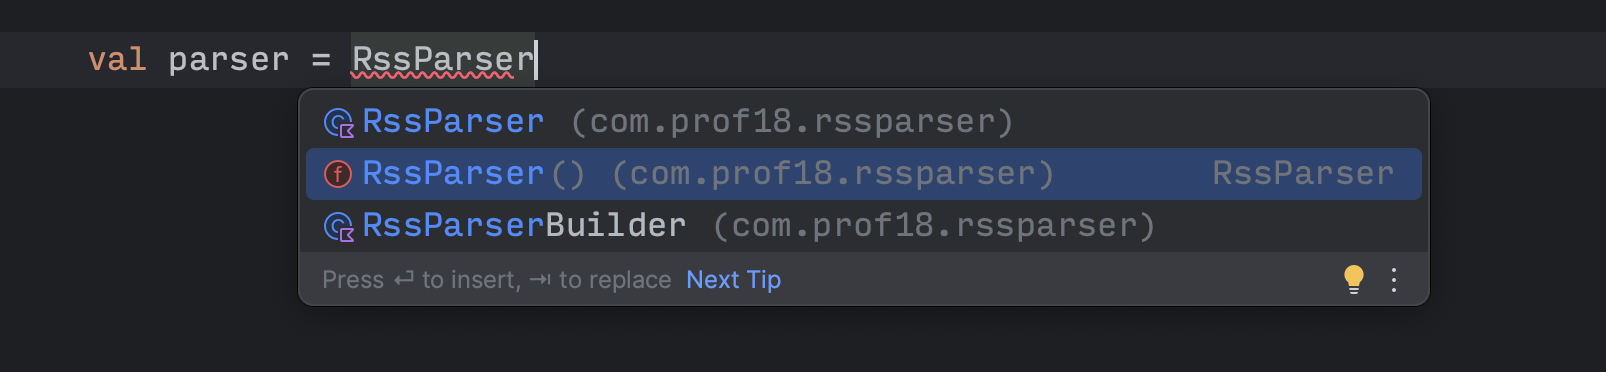 val parser = RssParser
RssParser (com.prof18.rssparser)
f RssParser() (com.prof18.rssparser) RssParser
RssParserBuilder (com.prof18.rssparser)
Press ↵ to insert, ⇥ to replace Next Tip